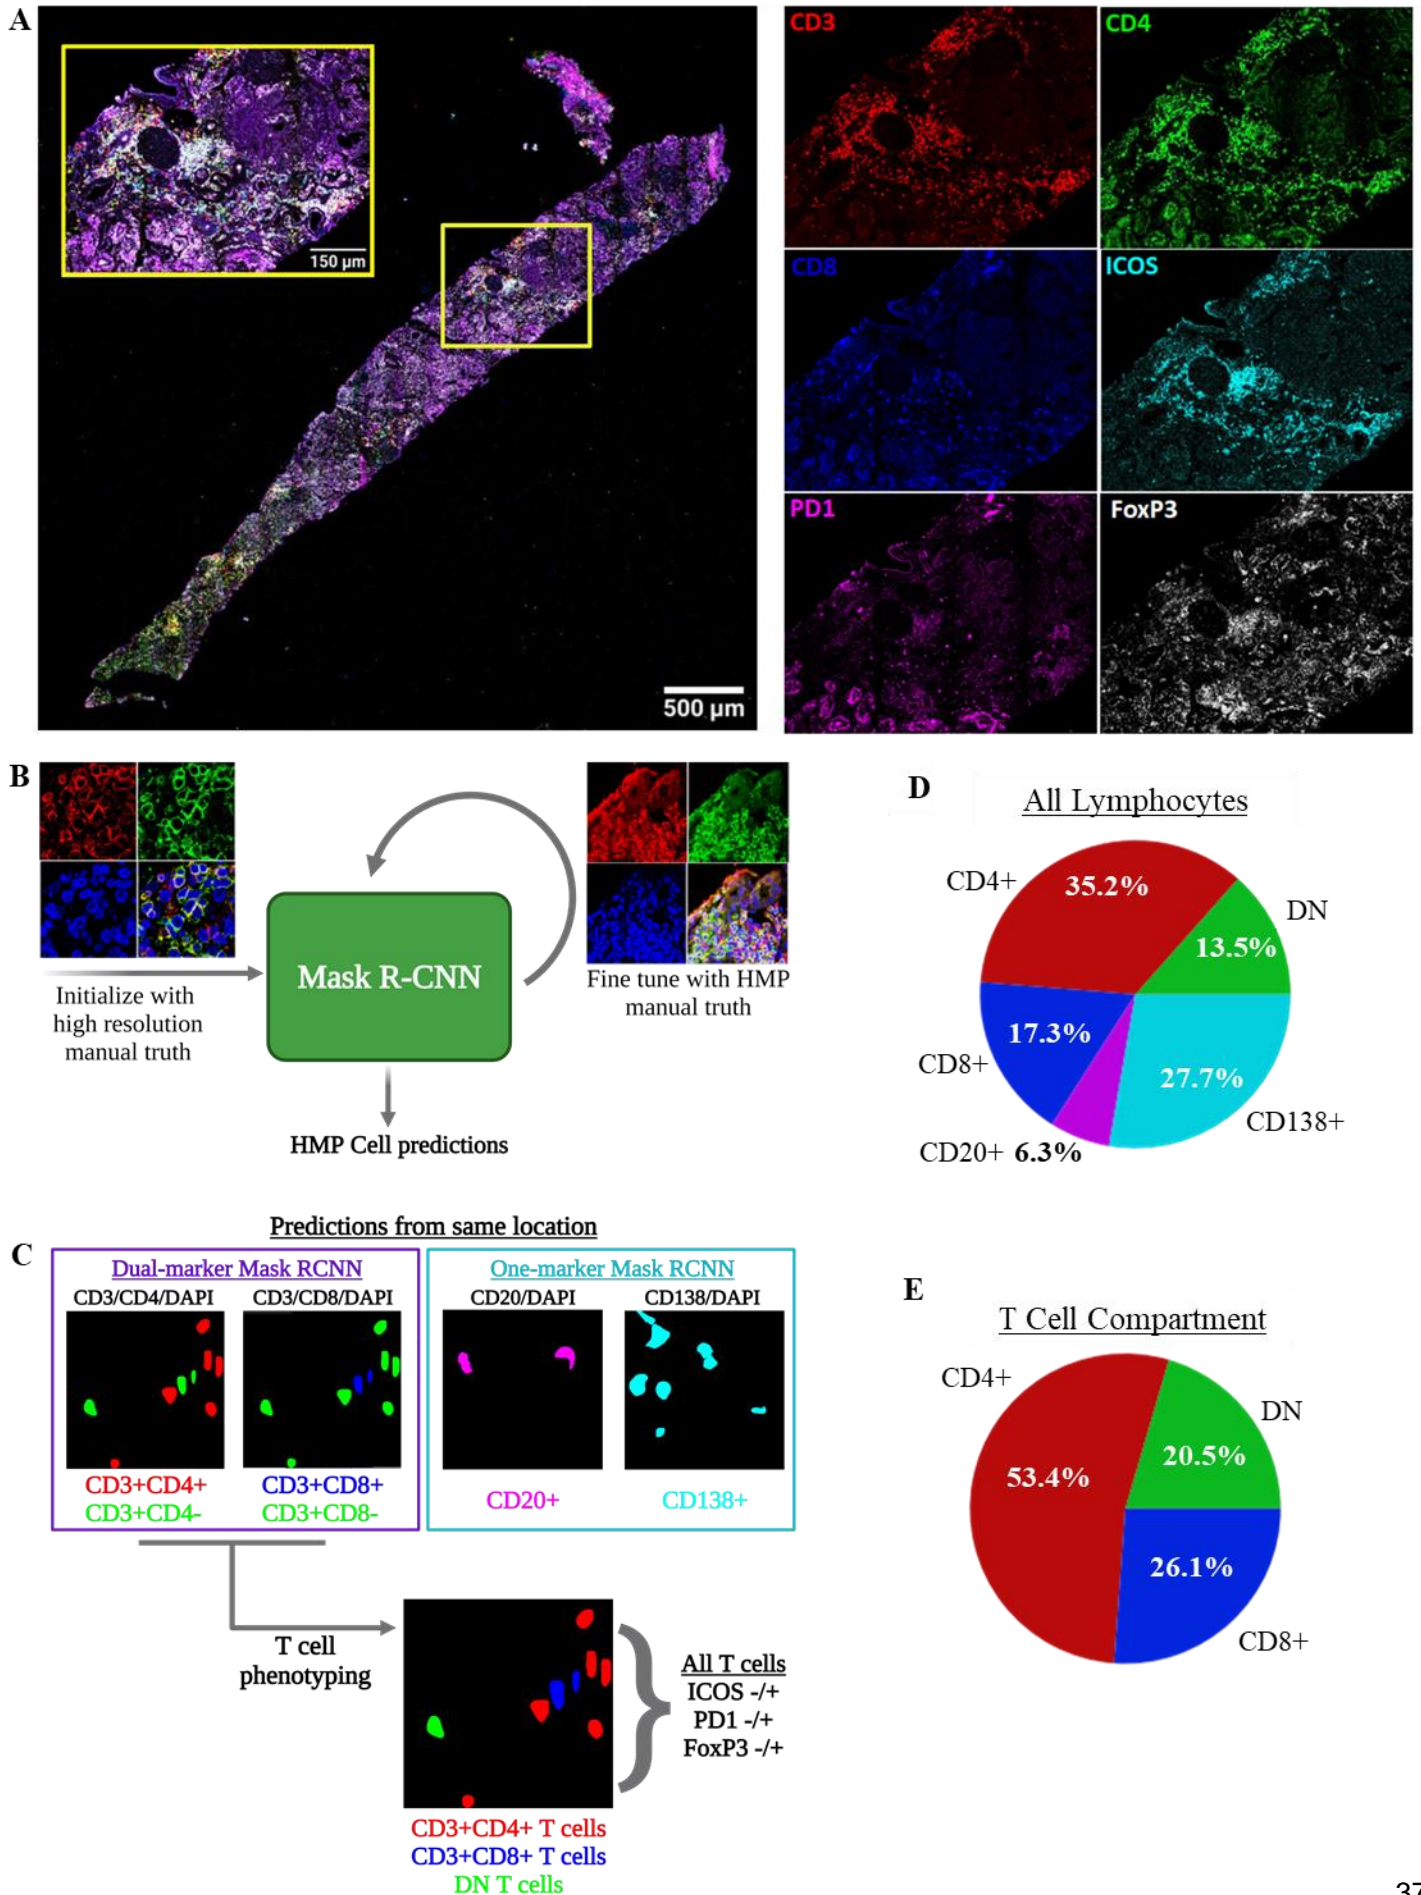 A
150 µm
500 µm
CD3
CD4
CD8
ICOS
PD1
FoxP3
B
Initialize with
high resolution
manual truth
Mask R-CNN
Fine tune with HMP
manual truth
HMP Cell predictions
C
Predictions from same location
Dual-marker Mask RCNN
CD3/CD4/DAPI
CD3/CD8/DAPI
CD3+CD4+
CD3+CD4-
CD3+CD8+
CD3+CD8-
One-marker Mask RCNN
CD20/DAPI
CD138/DAPI
CD20+
CD138+
T cell
phenotyping
All T cells
ICOS -/+
PD1 -/+
FoxP3 -/+
CD3+CD4+ T cells
CD3+CD8+ T cells
DN T cells
D
All Lymphocytes
CD4+
35.2%
DN
13.5%
CD8+
17.3%
27.7%
CD138+
CD20+ 6.3%
E
T Cell Compartment
CD4+
53.4%
DN
20.5%
26.1%
CD8+
37